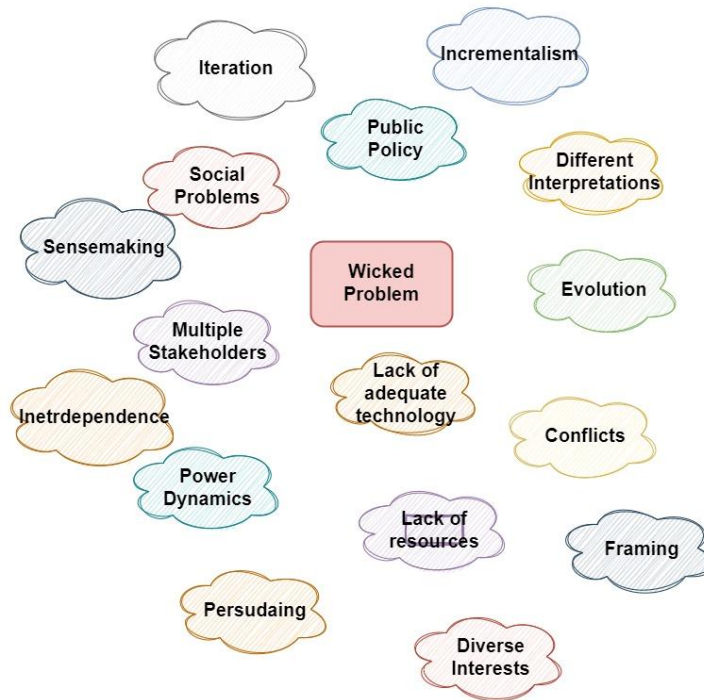 Incrementalism
Iteration
Public
Policy
Different
Interpretations
Social
Problems
Sensemaking
Wicked
Problem
Evolution
Multiple
Stakeholders
Lack of
adequate
technology
Inetrdependence
Conflicts
Power
Dynamics
Lack of
resources
Framing
Persudaing
Diverse
Interests